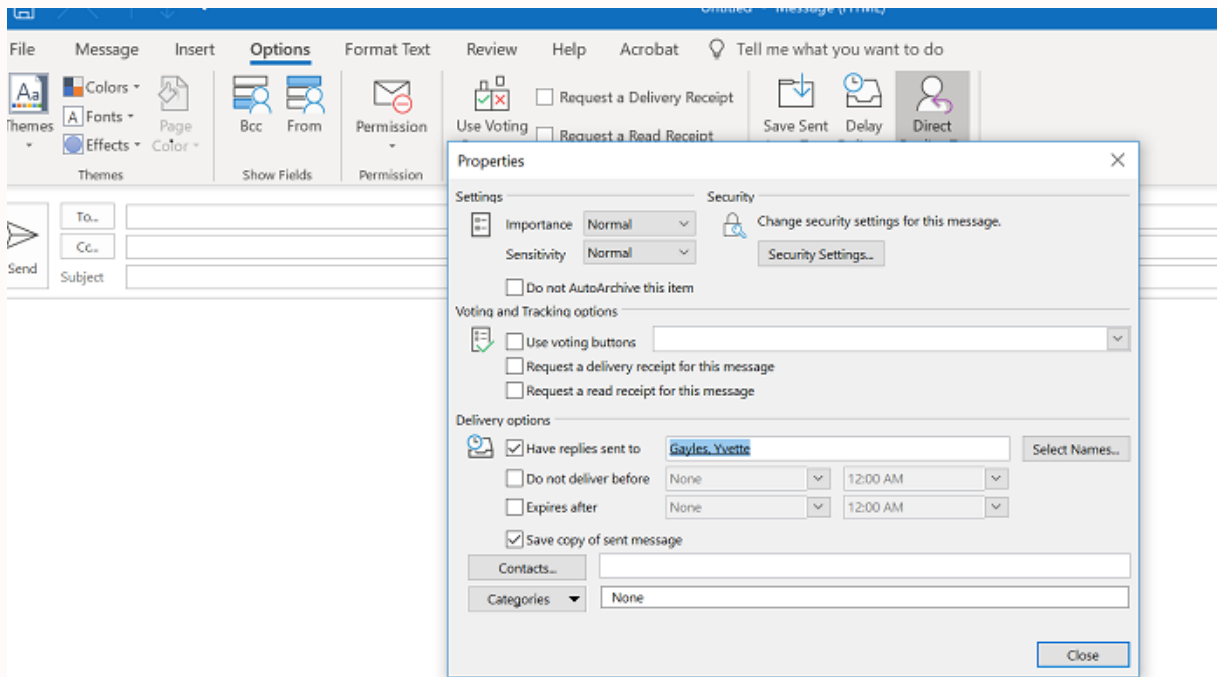 Untitled - Message (HTML)
File Message Insert Options Format Text Review Help Acrobat Tell me what you want to do
Aa Colors
A Fonts
Effects
Themes
Page
Color
Bcc From
Permission
Use Voting
Request a Delivery Receipt
Request a Read Receipt
Save Sent Delay Direct
Themes Show Fields Permission
Send
To...
Cc...
Subject
Properties
Settings Security
Importance Normal Change security settings for this message.
Sensitivity Normal Security Settings...
Do not AutoArchive this item
Voting and Tracking options
Use voting buttons
Request a delivery receipt for this message
Request a read receipt for this message
Delivery options
Have replies sent to Gayles, Yvette Select Names...
Do not deliver before None 12:00 AM
Expires after None 12:00 AM
Save copy of sent message
Contacts...
Categories None
Close